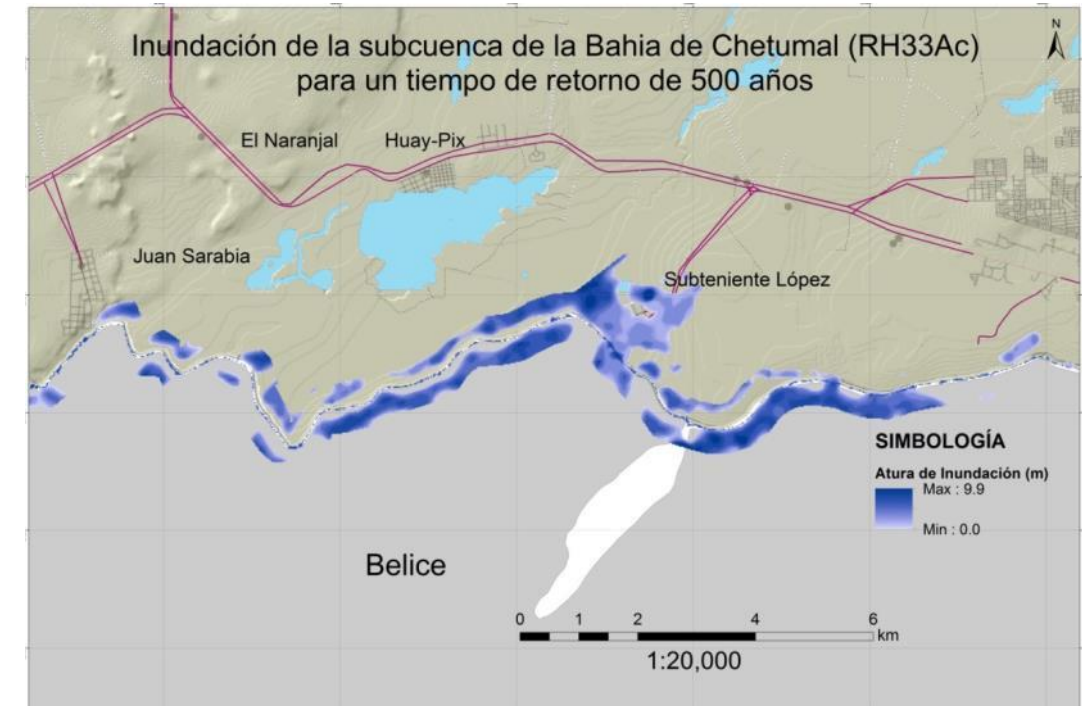 Inundación de la subcuenca de la Bahia de Chetumal (RH33Ac)
para un tiempo de retorno de 500 años
N
El Naranjal
Huay-Pix
Juan Sarabia
Subteniente López
SIMBOLOGÍA
Atura de Inundación (m)
Max : 9.9
Min : 0.0
Belice
0 1 2 4 6
km
1:20,000